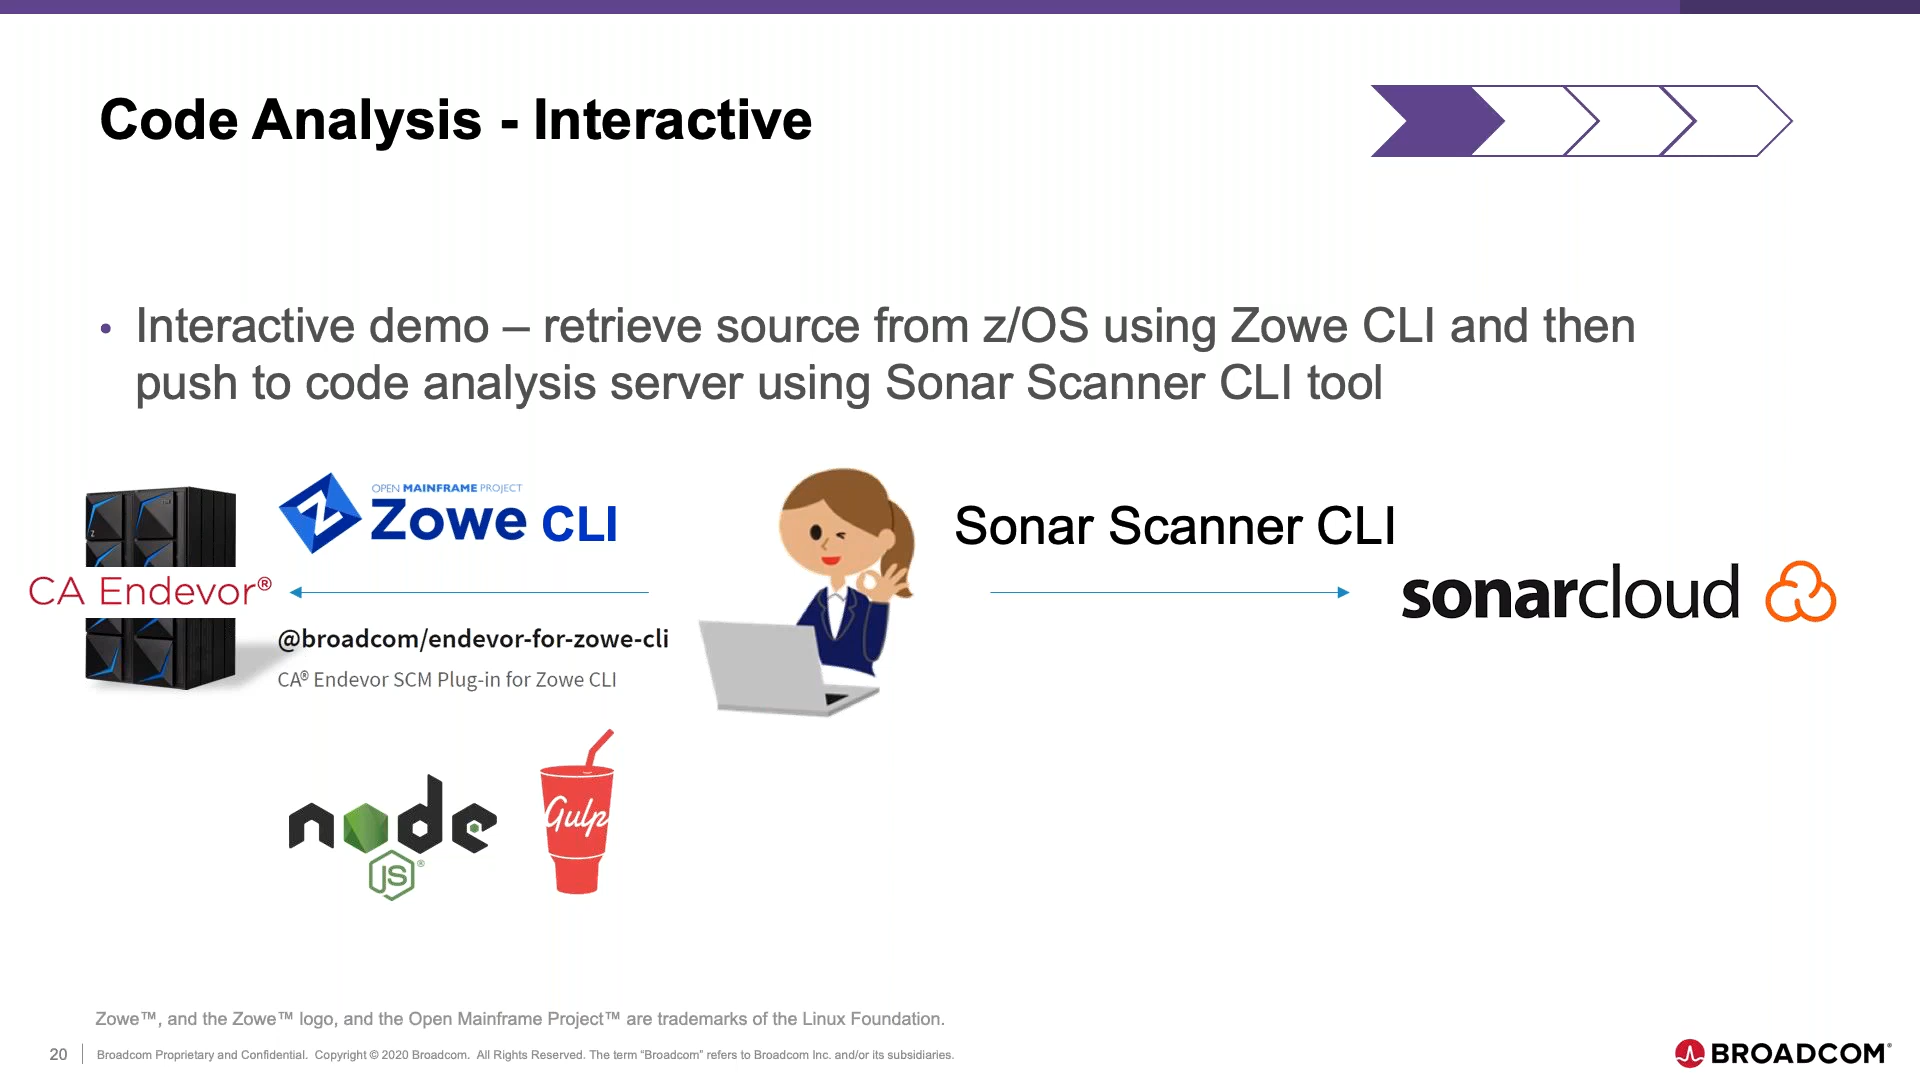 Code Analysis - Interactive
• Interactive demo – retrieve source from z/OS using Zowe CLI and then
push to code analysis server using Sonar Scanner CLI tool
OPEN MAINFRAME PROJECT
Zowe CLI
Sonar Scanner CLI
CA Endevor®
sonarcloud
@broadcom/endevor-for-zowe-cli
CA® Endevor SCM Plug-in for Zowe CLI
node
JS®
Gulp
Zowe™, and the Zowe™ logo, and the Open Mainframe Project™ are trademarks of the Linux Foundation.
20
Broadcom Proprietary and Confidential. Copyright © 2020 Broadcom. All Rights Reserved. The term “Broadcom” refers to Broadcom Inc. and/or its subsidiaries.
BROADCOM®